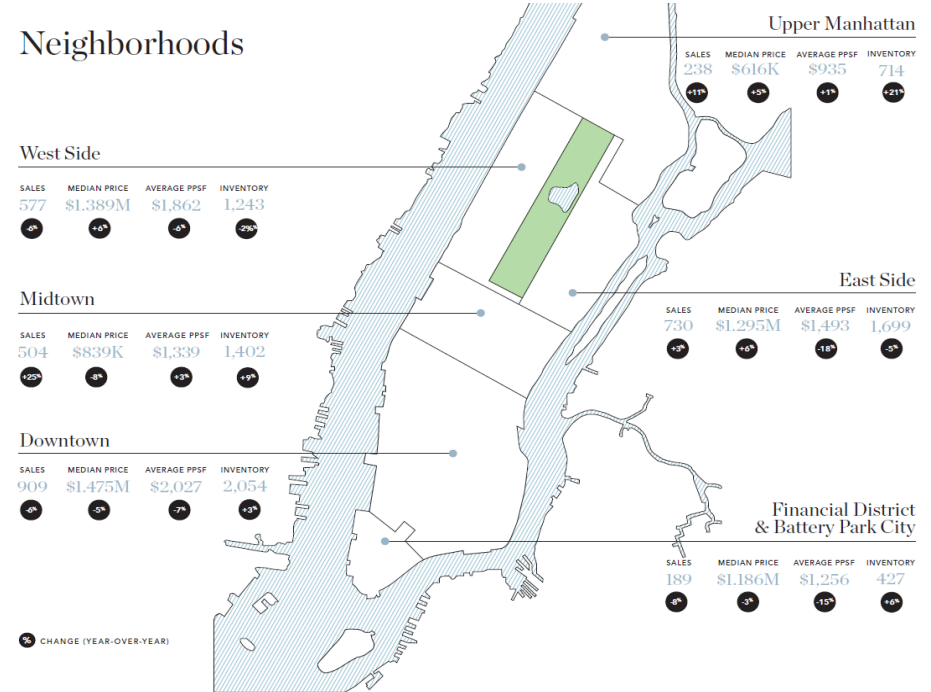 Neighborhoods
Upper Manhattan
SALES MEDIAN PRICE AVERAGE PPSF INVENTORY
238 $616K $935 714
+11% +5% +1% +21%
West Side
SALES MEDIAN PRICE AVERAGE PPSF INVENTORY
577 $1.389M $1,862 1,243
-6% +6% -6% -2%%
East Side
SALES MEDIAN PRICE AVERAGE PPSF INVENTORY
730 $1.295M $1,493 1,699
+3% +6% -18% -5%
Midtown
SALES MEDIAN PRICE AVERAGE PPSF INVENTORY
504 $839K $1,339 1,402
+25% -8% +3% +9%
Downtown
SALES MEDIAN PRICE AVERAGE PPSF INVENTORY
909 $1.475M $2,027 2,054
-6% -5% -7% +3%
Financial District
& Battery Park City
SALES MEDIAN PRICE AVERAGE PPSF INVENTORY
189 $1.186M $1,256 427
-8% -3% -15% +6%
% CHANGE (YEAR-OVER-YEAR)